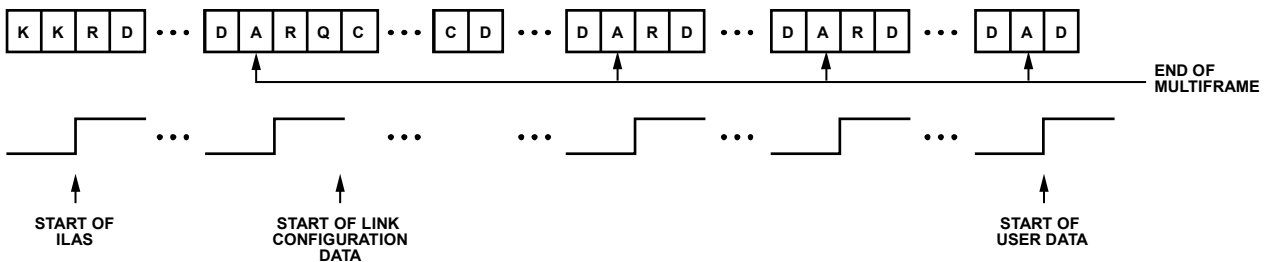 K K R D ••• D A R Q C ••• C D ••• D A R D ••• D A R D ••• D A D
END OF
MULTIFRAME
••• ••• ••• ••• •••
START OF
ILAS
START OF LINK
CONFIGURATION
DATA
START OF
USER DATA